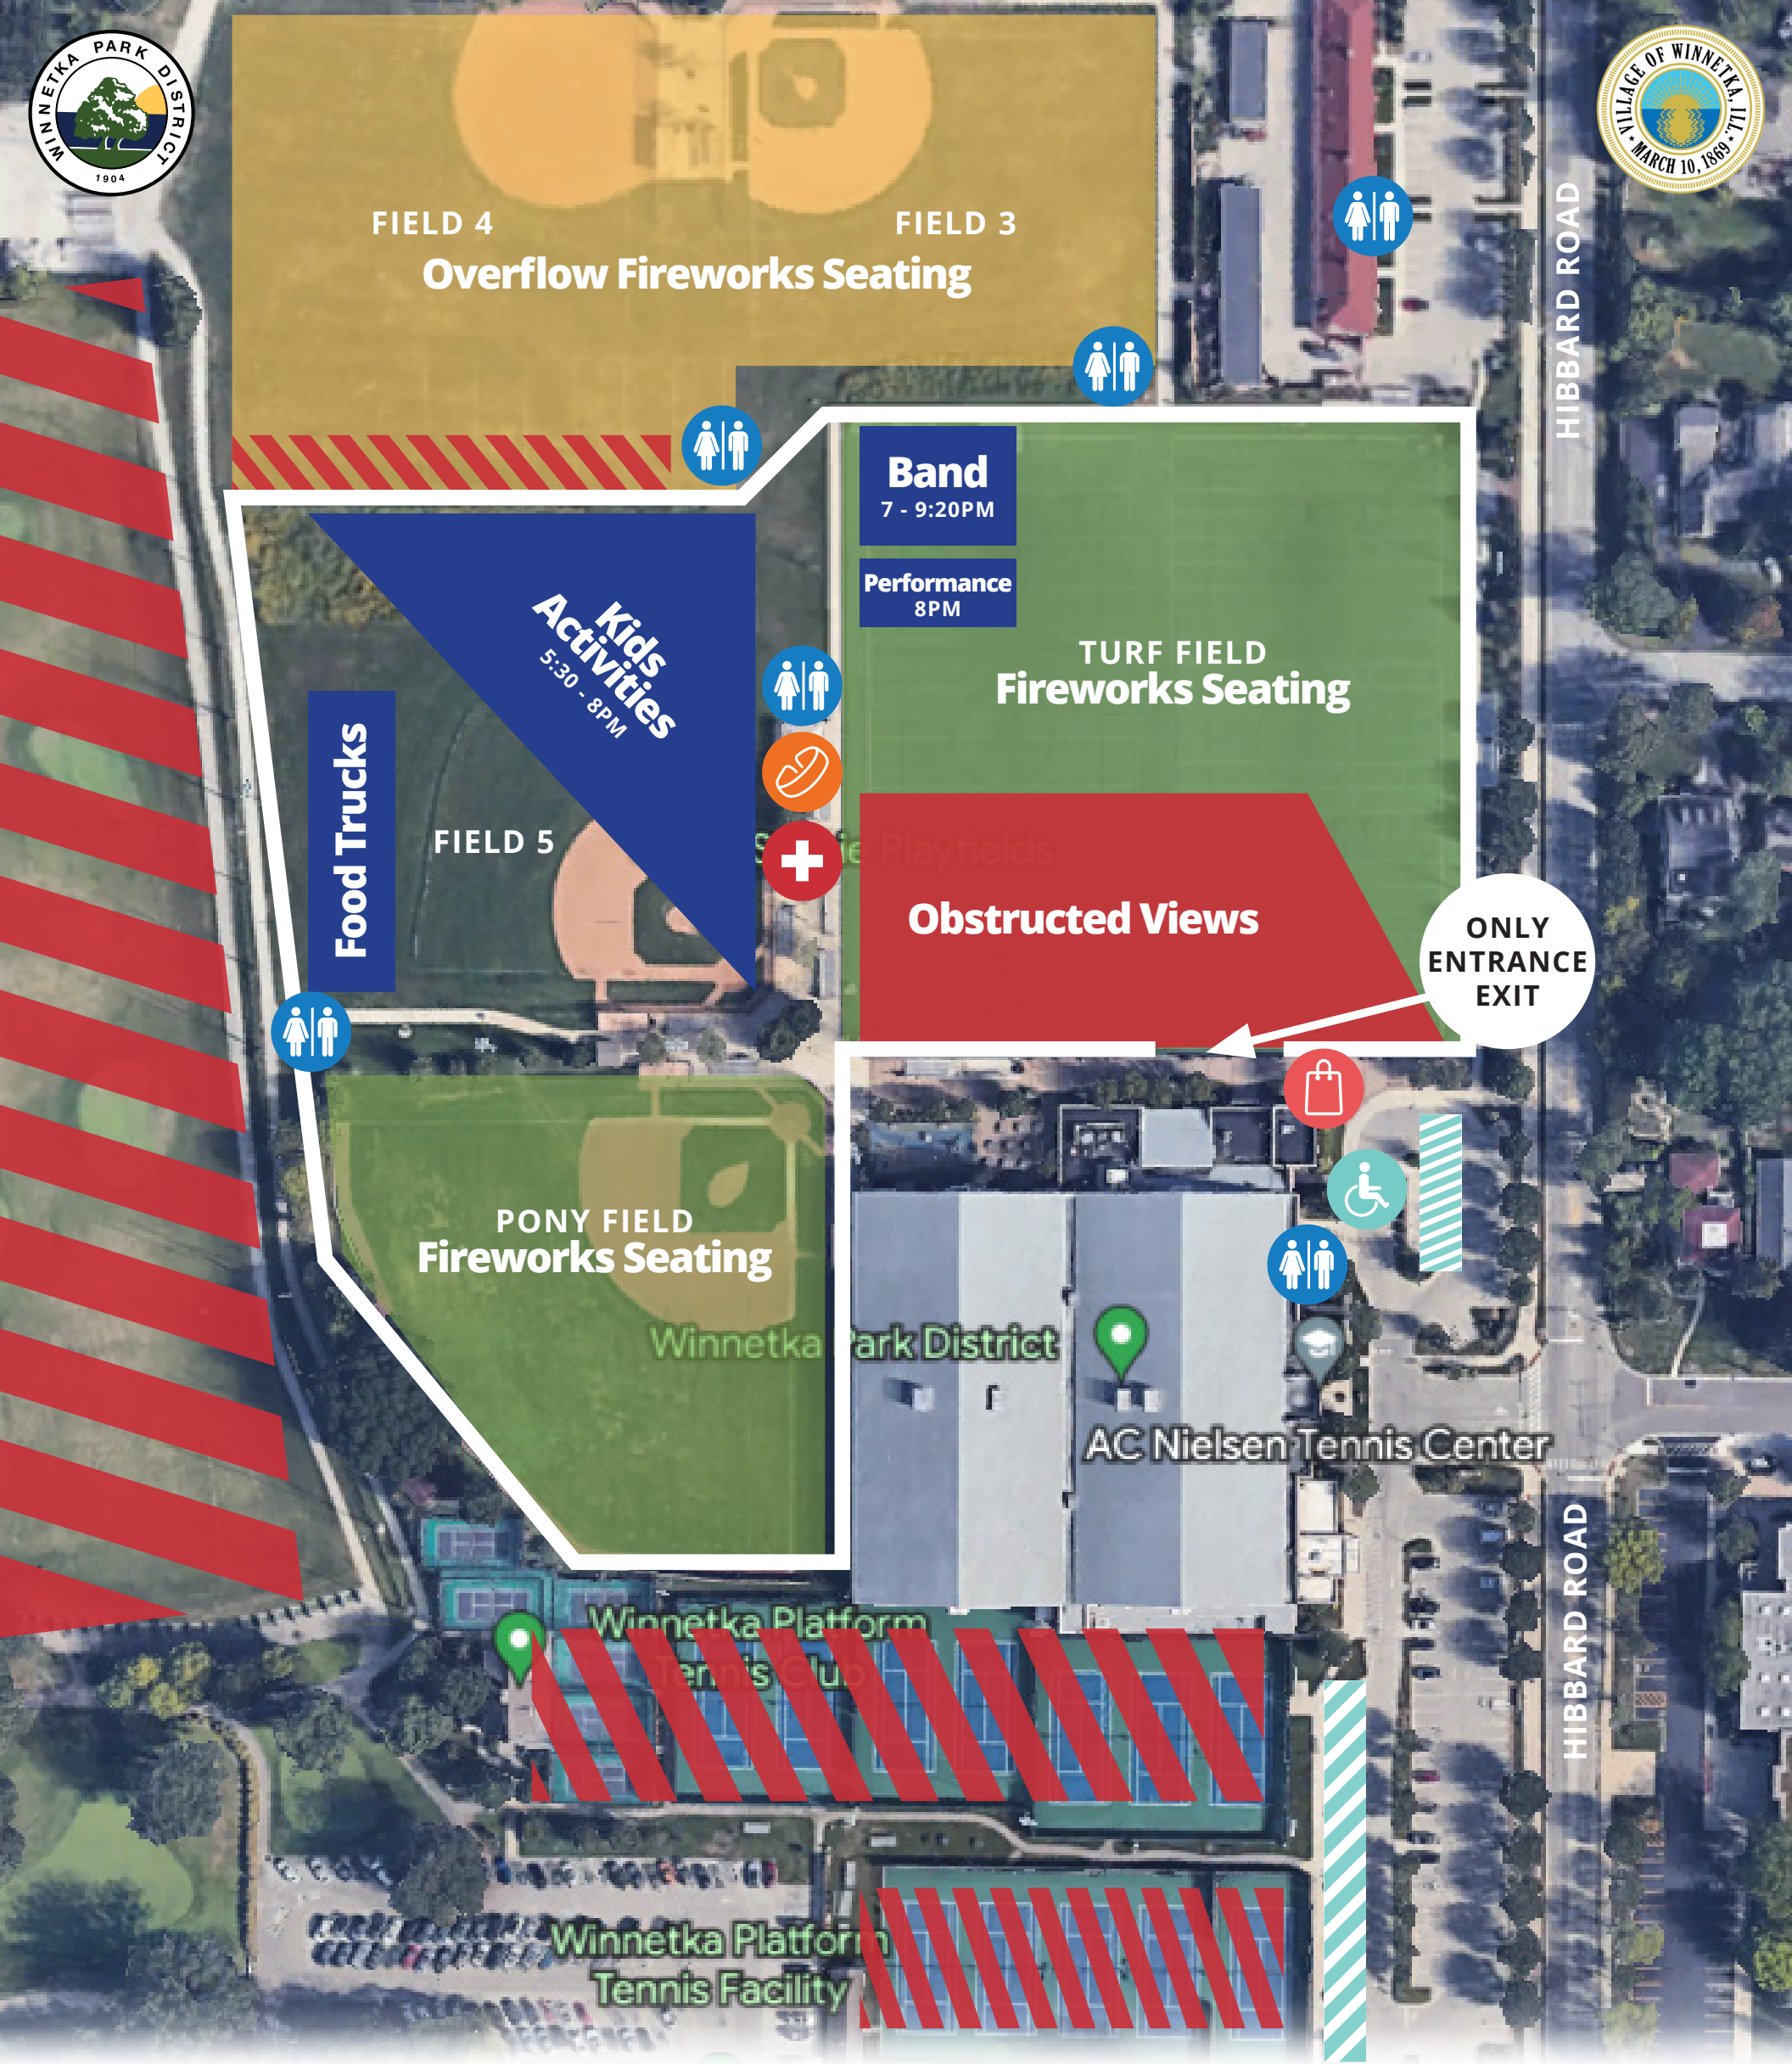 WINNETKA PARK DISTRICT
1904
VILLAGE OF WINNETKA, ILL.
MARCH 10, 1869
HIBBARD ROAD
FIELD 4
FIELD 3
Overflow Fireworks Seating
Band
7 - 9:20PM
Performance
8PM
Kids
Activities
5:30 - 8PM
TURF FIELD
Fireworks Seating
Food Trucks
FIELD 5
Playfields
Obstructed Views
ONLY
ENTRANCE
EXIT
PONY FIELD
Fireworks Seating
Winnetka Park District
AC Nielsen Tennis Center
HIBBARD ROAD
Winnetka Platform
Tennis Club
Winnetka Platform
Tennis Facility